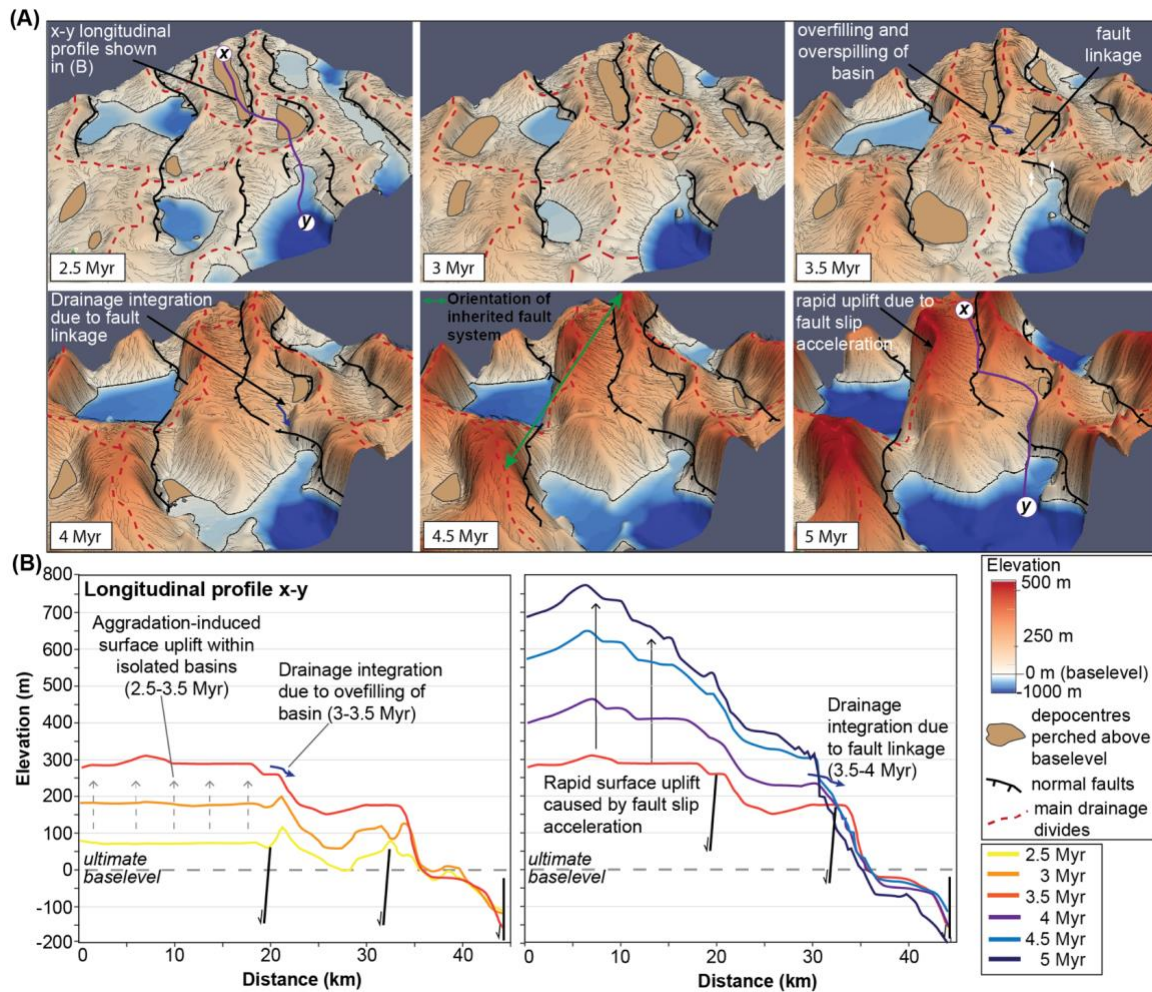 (A)
x-y longitudinal
profile shown
in (B)
x
y
2.5 Myr
3 Myr
overfilling and
overspilling of
basin
fault
linkage
3.5 Myr
Drainage integration
due to fault
linkage
4 Myr
Orientation of
inherited fault
system
4.5 Myr
rapid uplift due to
fault slip
acceleration
x
y
5 Myr
(B)
Longitudinal profile x-y
Aggradation-induced
surface uplift within
isolated basins
(2.5-3.5 Myr)
Drainage integration
due to ovefilling of
basin (3-3.5 Myr)
ultimate
baselevel
Elevation (m)
800
700
600
500
400
300
200
100
0
-100
-200
0
10
20
30
40
Distance (km)
Drainage
integration due
to fault linkage
(3.5-4 Myr)
Rapid surface uplift
caused by fault slip
acceleration
ultimate
baselevel
0
10
20
30
40
Distance (km)
Elevation
500 m
250 m
0 m (baselevel)
-1000 m
depocentres
perched above
baselevel
normal faults
main drainage
divides
2.5 Myr
3 Myr
3.5 Myr
4 Myr
4.5 Myr
5 Myr